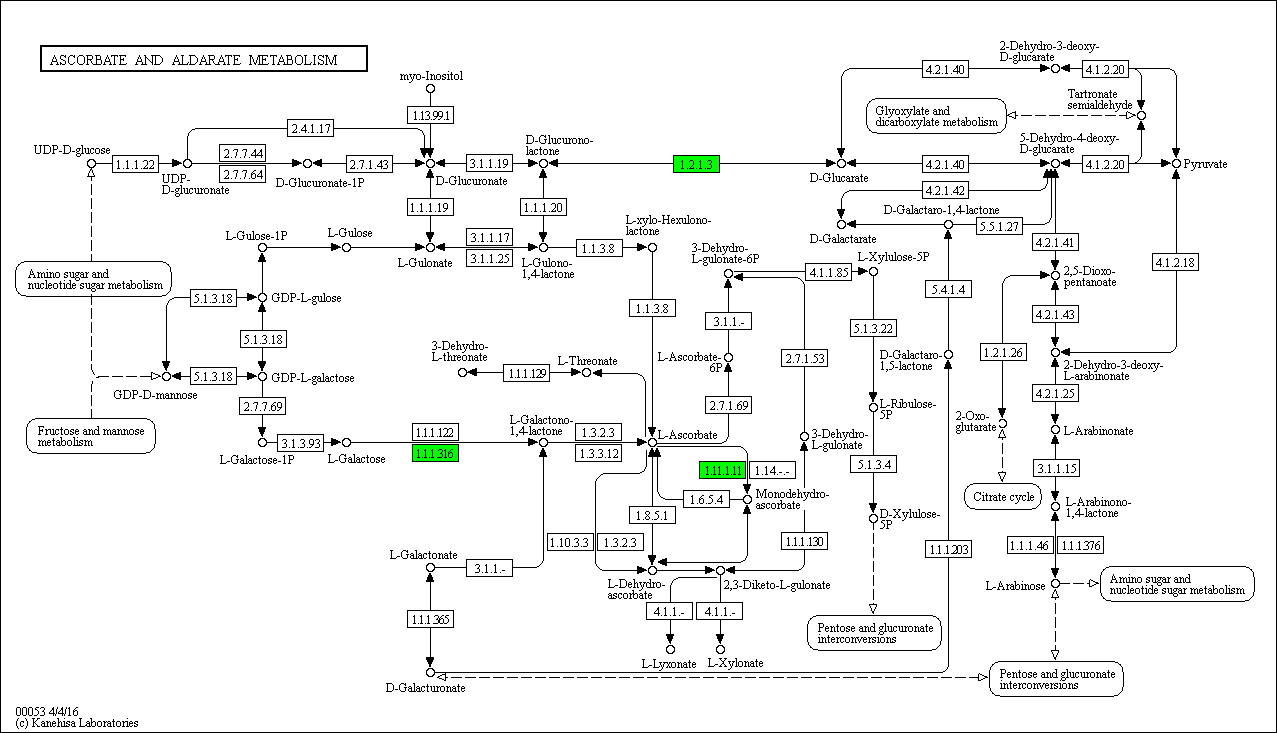 ASCORBATE AND ALDARATE METABOLISM
2-Dehydro-3-deoxy-
D-glucarate
4.2.1.40
4.1.2.20
myo-Inositol
1.13.99.1
Glyoxylate and
dicarboxylate metabolism
Tartronate
semialdehyde
2.4.1.17
UDP-D-glucose
1.1.1.22
UDP-
D-glucuronate
2.7.7.44
2.7.7.64
D-Glucuronate-1P
2.7.1.43
D-Glucuronate
3.1.1.19
D-Glucurono-
lactone
1.2.1.3
D-Glucarate
4.2.1.40
5-Dehydro-4-deoxy-
D-glucarate
4.1.2.20
Pyruvate
4.2.1.42
1.1.1.19
1.1.1.20
D-Galactarate
D-Galactaro-1,4-lactone
5.5.1.27
L-Gulose-1P
L-Gulose
L-Gulonate
3.1.1.17
3.1.1.25
L-Gulono-
1,4-lactone
1.1.3.8
L-xylo-Hexulono-
lactone
3-Dehydro-
L-gulonate-6P
4.1.1.85
L-Xylulose-5P
4.2.1.41
4.1.2.18
Amino sugar and
nucleotide sugar metabolism
5.1.3.18
GDP-L-gulose
1.1.3.8
3.1.1.-
5.1.3.22
5.4.1.4
2,5-Dioxo-
pentanoate
4.2.1.43
5.1.3.18
3-Dehydro-
L-threonate
1.1.1.129
L-Threonate
L-Ascorbate-
6P
2.7.1.53
D-Galactaro-
1,5-lactone
1.2.1.26
2-Dehydro-3-deoxy-
L-arabinonate
GDP-D-mannose
5.1.3.18
GDP-L-galactose
4.2.1.25
2.7.7.69
2.7.1.69
L-Ribulose-
5P
2-Oxo-
glutarate
L-Arabinonate
Fructose and mannose
metabolism
L-Galactose-1P
3.1.3.93
L-Galactose
1.1.1.122
1.1.1.316
L-Galactono-
1,4-lactone
1.3.2.3
1.3.3.12
L-Ascorbate
3-Dehydro-
L-gulonate
5.1.3.4
3.1.1.15
1.11.1.11
1.14.-.-
1.6.5.4
Monodehydro-
ascorbate
Citrate cycle
L-Arabinono-
1,4-lactone
1.8.5.1
D-Xylulose-
5P
1.10.3.3
1.3.2.3
1.1.1.130
1.1.1.203
1.1.1.46
1.1.1.376
L-Galactonate
3.1.1.-
L-Dehydro-
ascorbate
2,3-Diketo-L-gulonate
L-Arabinose
Amino sugar and
nucleotide sugar metabolism
1.1.1.365
4.1.1.-
4.1.1.-
Pentose and glucuronate
interconversions
L-Lyxonate
L-Xylonate
D-Galacturonate
Pentose and glucuronate
interconversions
00053 4/4/16
(c) Kanehisa Laboratories